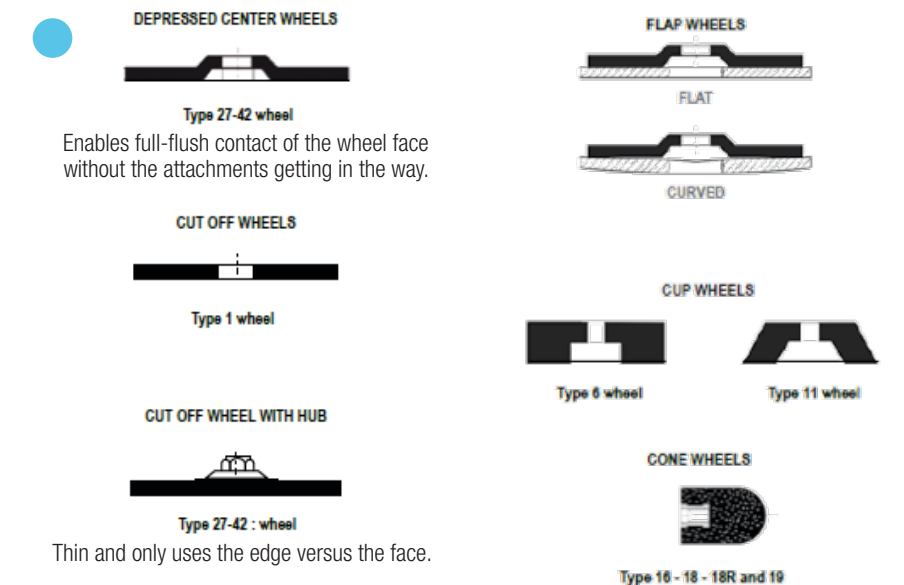 DEPRESSED CENTER WHEELS
Type 27-42 wheel
Enables full-flush contact of the wheel face
without the attachments getting in the way.
CUT OFF WHEELS
Type 1 wheel
CUT OFF WHEEL WITH HUB
Type 27-42 : wheel
Thin and only uses the edge versus the face.
FLAP WHEELS
FLAT
CURVED
CUP WHEELS
Type 6 wheel
Type 11 wheel
CONE WHEELS
Type 16 - 18 - 18R and 19